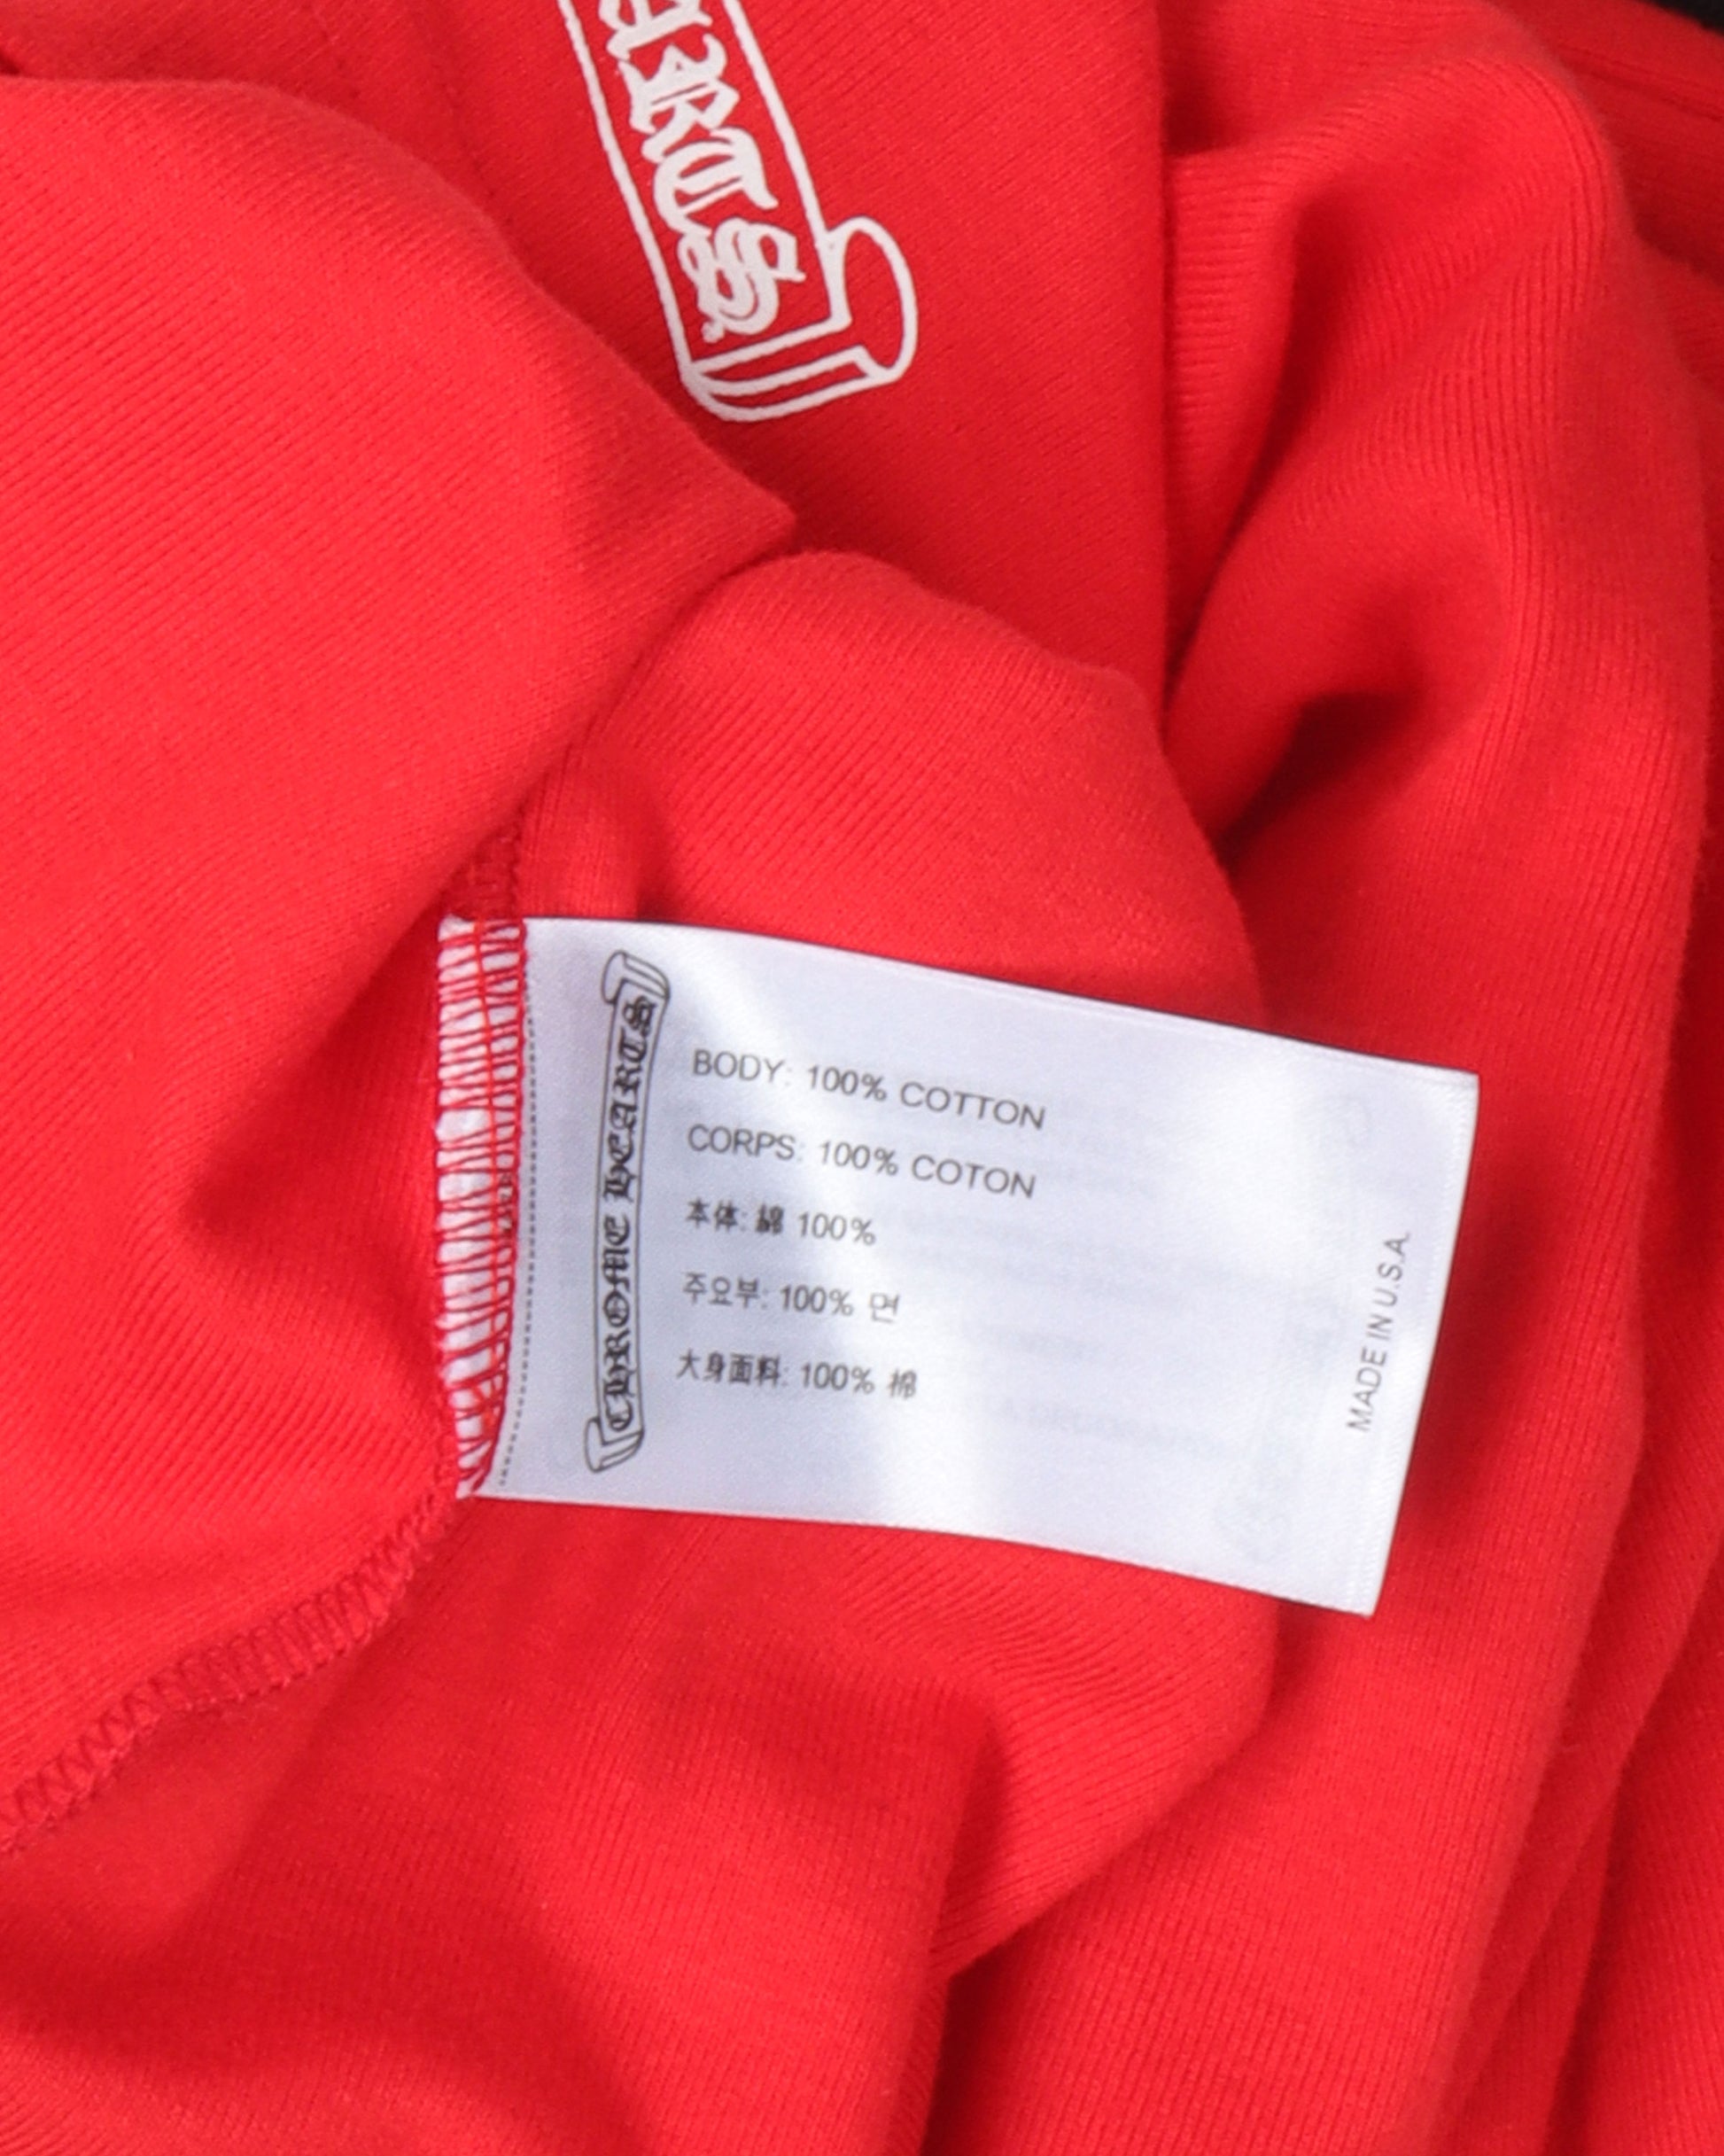 ARTS
CHROME HEARTS
BODY: 100% COTTON
CORPS: 100% COTON
本体: 綿 100%
주요부: 100% 면
大身面料: 100% 棉
MADE IN U.S.A.